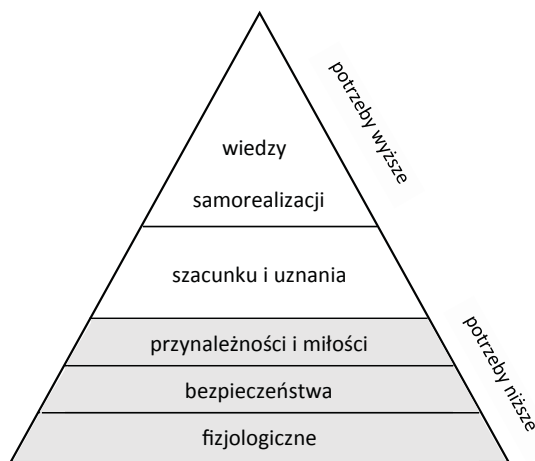 potrzeby wyższe
wiedzy
samorealizacji
szacunku i uznania
potrzeby niższe
przynależności i miłości
bezpieczeństwa
fizjologiczne